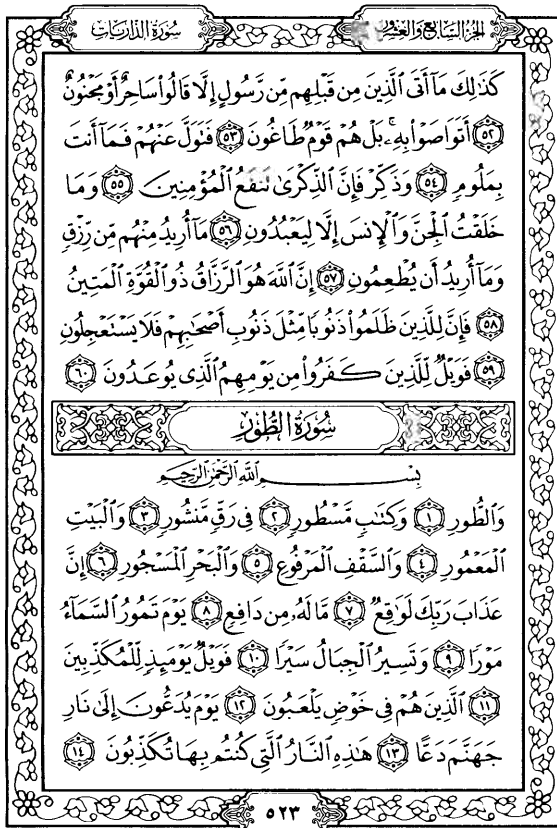 الجزء السابع والعشرون
سورة الذاريات
كَذَٰلِكَ مَآ أَتَى ٱلَّذِينَ مِن قَبْلِهِم مِّن رَّسُولٍ إِلَّا قَالُوا۟ سَاحِرٌ أَوْ مَجْنُونٌ
٥٢ أَتَوَاصَوْا۟ بِهِۦ ۚ بَلْ هُمْ قَوْمٌ طَاغُونَ ٥٣ فَتَوَلَّ عَنْهُمْ فَمَآ أَنتَ
بِمَلُومٍ ٥٤ وَذَكِّرْ فَإِنَّ ٱلذِّكْرَىٰ تَنفَعُ ٱلْمُؤْمِنِينَ ٥٥ وَمَا
خَلَقْتُ ٱلْجِنَّ وَٱلْإِنسَ إِلَّا لِيَعْبُدُونِ ٥٦ مَآ أُرِيدُ مِنْهُم مِّن رِّزْقٍ
وَمَآ أُرِيدُ أَن يُطْعِمُونِ ٥٧ إِنَّ ٱللَّهَ هُوَ ٱلرَّزَّاقُ ذُو ٱلْقُوَّةِ ٱلْمَتِينُ
٥٨ فَإِنَّ لِلَّذِينَ ظَلَمُوا۟ ذَنُوبًا مِّثْلَ ذَنُوبِ أَصْحَٰبِهِمْ فَلَا يَسْتَعْجِلُونِ
٥٩ فَوَيْلٌ لِّلَّذِينَ كَفَرُوا۟ مِن يَوْمِهِمُ ٱلَّذِى يُوعَدُونَ ٦٠
سُورَةُ الطُّورِ
بِسْمِ ٱللَّهِ ٱلرَّحْمَٰنِ ٱلرَّحِيمِ
وَٱلطُّورِ ١ وَكِتَٰبٍ مَّسْطُورٍ ٢ فِى رَقٍّ مَّنشُورٍ ٣ وَٱلْبَيْتِ
ٱلْمَعْمُورِ ٤ وَٱلسَّقْفِ ٱلْمَرْفُوعِ ٥ وَٱلْبَحْرِ ٱلْمَسْجُورِ ٦ إِنَّ
عَذَابَ رَبِّكَ لَوَٰقِعٌ ٧ مَّا لَهُۥ مِن دَافِعٍ ٨ يَوْمَ تَمُورُ ٱلسَّمَآءُ
مَوْرًا ٩ وَتَسِيرُ ٱلْجِبَالُ سَيْرًا ١٠ فَوَيْلٌ يَوْمَئِذٍ لِّلْمُكَذِّبِينَ
١١ ٱلَّذِينَ هُمْ فِى خَوْضٍ يَلْعَبُونَ ١٢ يَوْمَ يُدَعُّونَ إِلَىٰ نَارِ
جَهَنَّمَ دَعًّا ١٣ هَٰذِهِ ٱلنَّارُ ٱلَّتِى كُنتُم بِهَا تُكَذِّبُونَ ١٤
٥٢٣